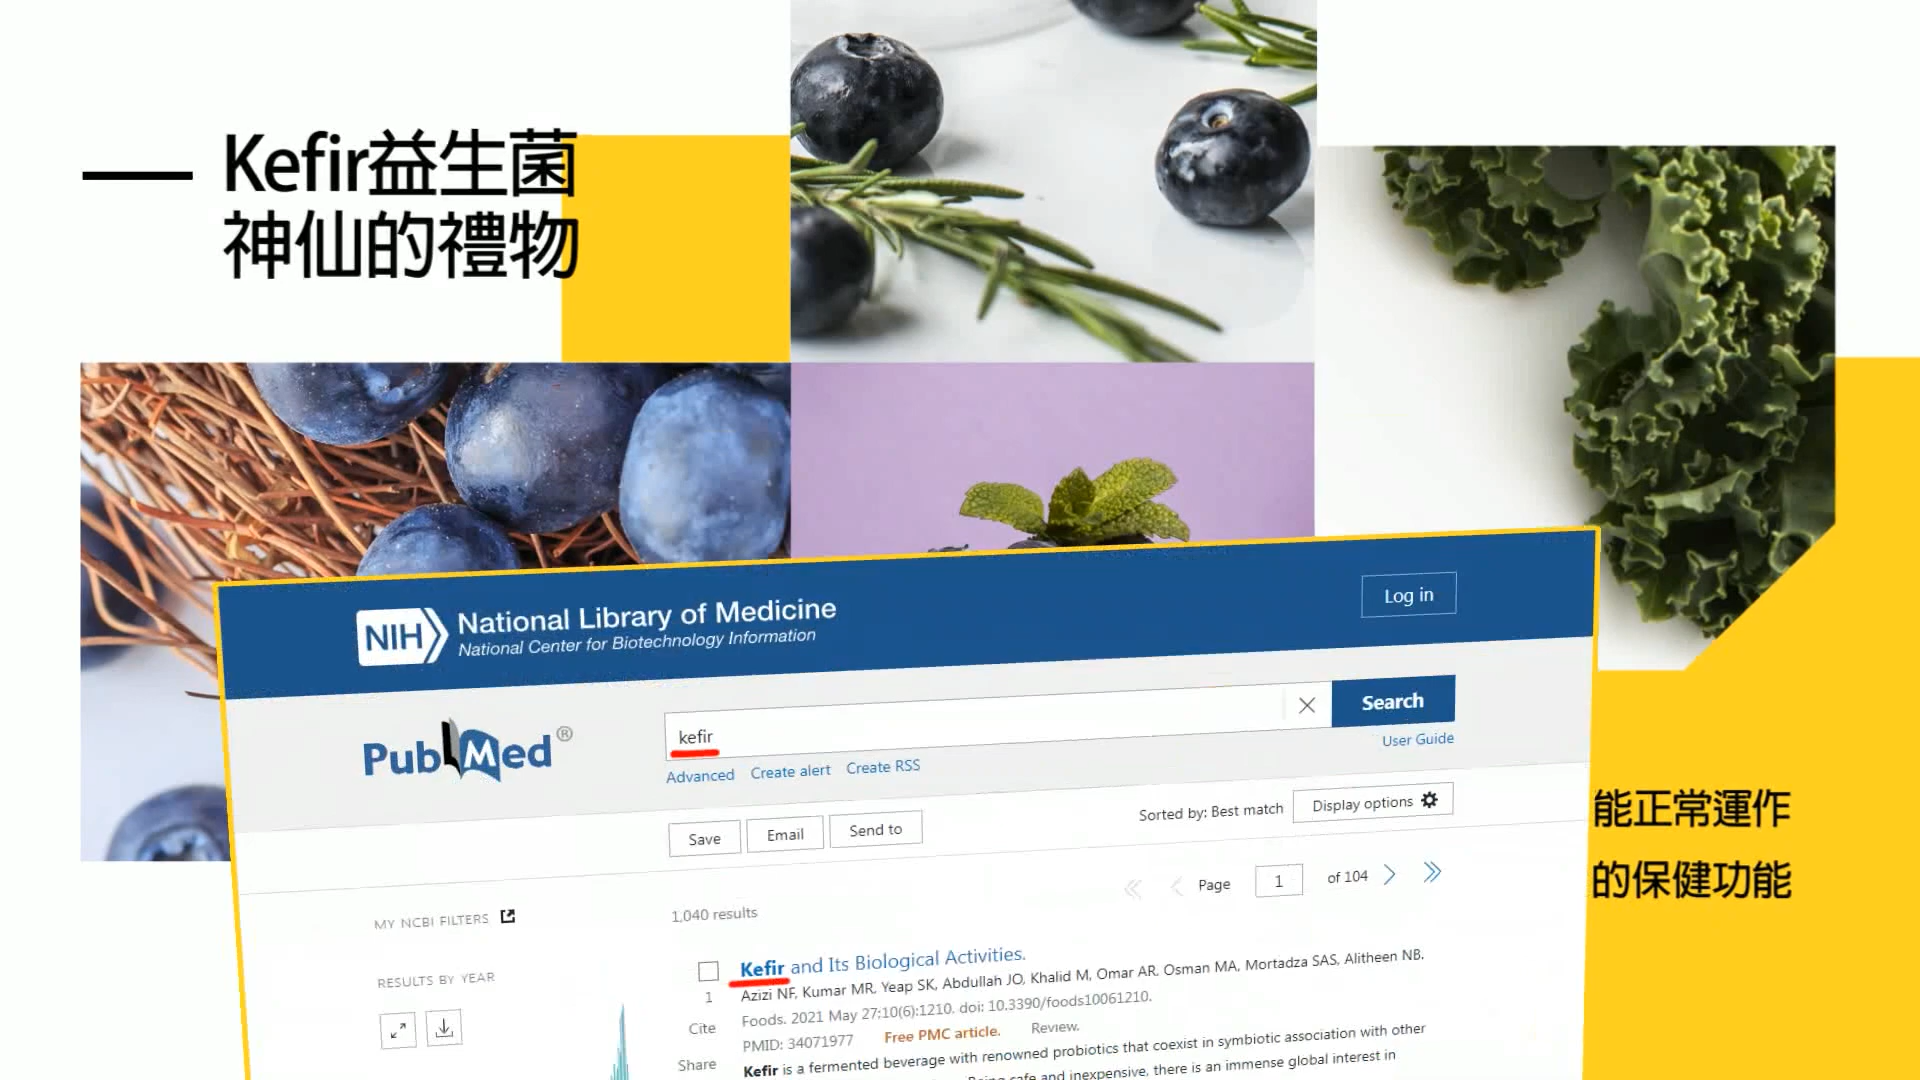 Kefir益生菌
神仙的禮物
NIH National Library of Medicine
National Center for Biotechnology Information
Log in
PubMed®
kefir
Search
Advanced Create alert Create RSS
User Guide
Save Email Send to
Sorted by: Best match Display options
能正常運作
的保健功能
Page 1 of 104
MY NCBI FILTERS
1,040 results
RESULTS BY YEAR
Kefir and Its Biological Activities.
1
Azizi NF, Kumar MR, Yeap SK, Abdullah JO, Khalid M, Omar AR, Osman MA, Mortadza SAS, Alitheen NB.
Cite
Foods. 2021 May 27;10(6):1210. doi: 10.3390/foods10061210.
PMID: 34071977 Free PMC article. Review.
Share
Kefir is a fermented beverage with renowned probiotics that coexist in symbiotic association with other
safe and inexpensive, there is an immense global interest in